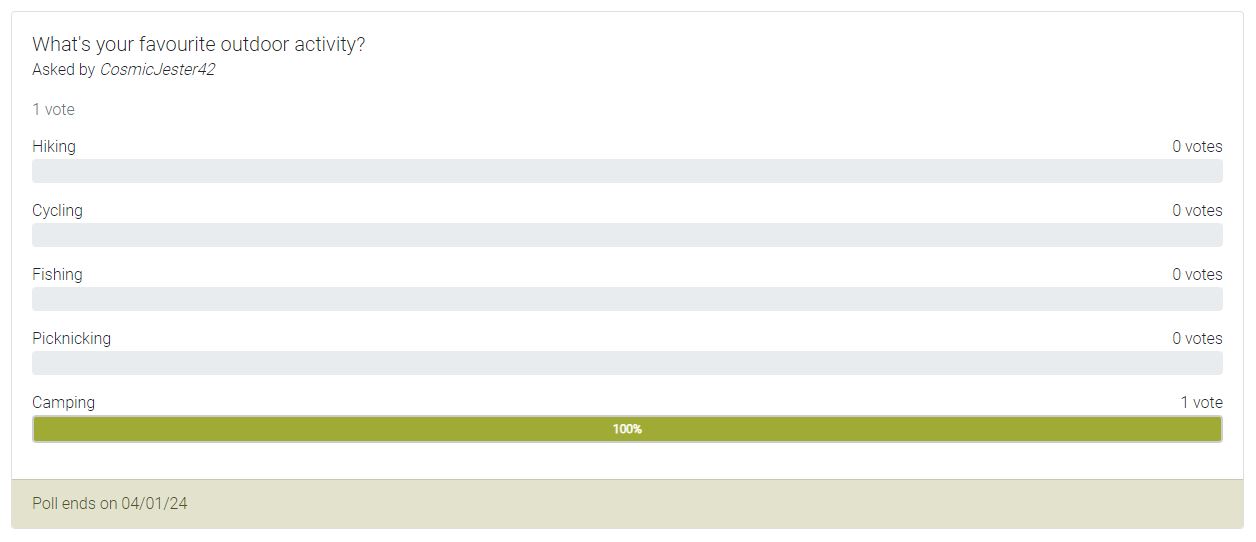 What's your favourite outdoor activity?
Asked by CosmicJester42
1 vote
Hiking 0 votes
Cycling 0 votes
Fishing 0 votes
Picknicking 0 votes
Camping 1 vote
100%
Poll ends on 04/01/24